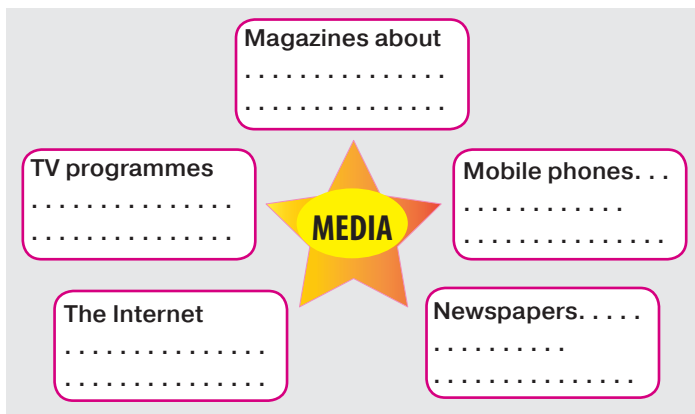 Magazines about
. . . . . . . . . . . . . . .
. . . . . . . . . . . . . . .
TV programmes
. . . . . . . . . . . . . . .
. . . . . . . . . . . . . . .
Mobile phones. . .
. . . . . . . . . . . .
. . . . . . . . . . . . . . .
MEDIA
The Internet
. . . . . . . . . . . . . . .
. . . . . . . . . . . . . . .
Newspapers. . . . .
. . . . . . . . . .
. . . . . . . . . . . . . . .